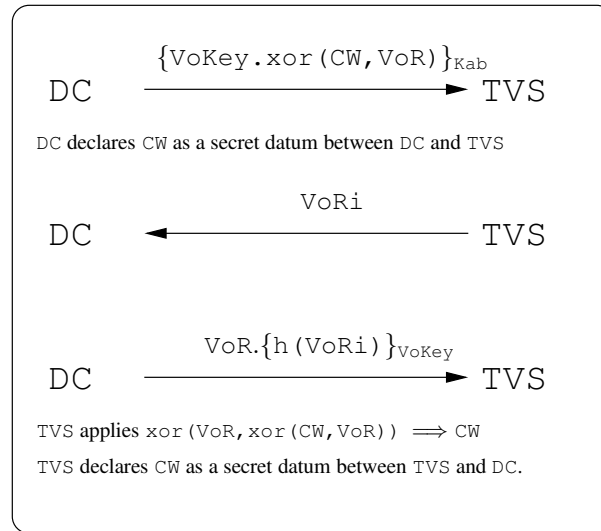 {VoKey.xor(CW,VoR)}Kab
DC TVS
DC declares CW as a secret datum between DC and TVS
VoRi
DC TVS
VoR.{h(VoRi)}VoKey
DC TVS
TVS applies xor(VoR,xor(CW,VoR)) ⟹ CW
TVS declares CW as a secret datum between TVS and DC.